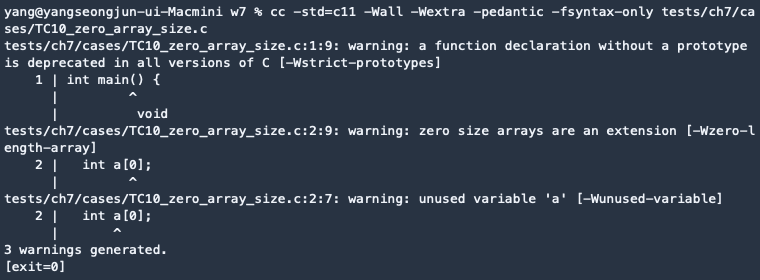 yang@yangseongjun-ui-Macmini w7 % cc -std=c11 -Wall -Wextra -pedantic -fsyntax-only tests/ch7/ca
ses/TC10_zero_array_size.c
tests/ch7/cases/TC10_zero_array_size.c:1:9: warning: a function declaration without a prototype
is deprecated in all versions of C [-Wstrict-prototypes]
    1 | int main() {
      |         ^
      |          void
tests/ch7/cases/TC10_zero_array_size.c:2:9: warning: zero size arrays are an extension [-Wzero-l
ength-array]
    2 |   int a[0];
      |         ^
tests/ch7/cases/TC10_zero_array_size.c:2:7: warning: unused variable 'a' [-Wunused-variable]
    2 |   int a[0];
      |       ^
3 warnings generated.
[exit=0]